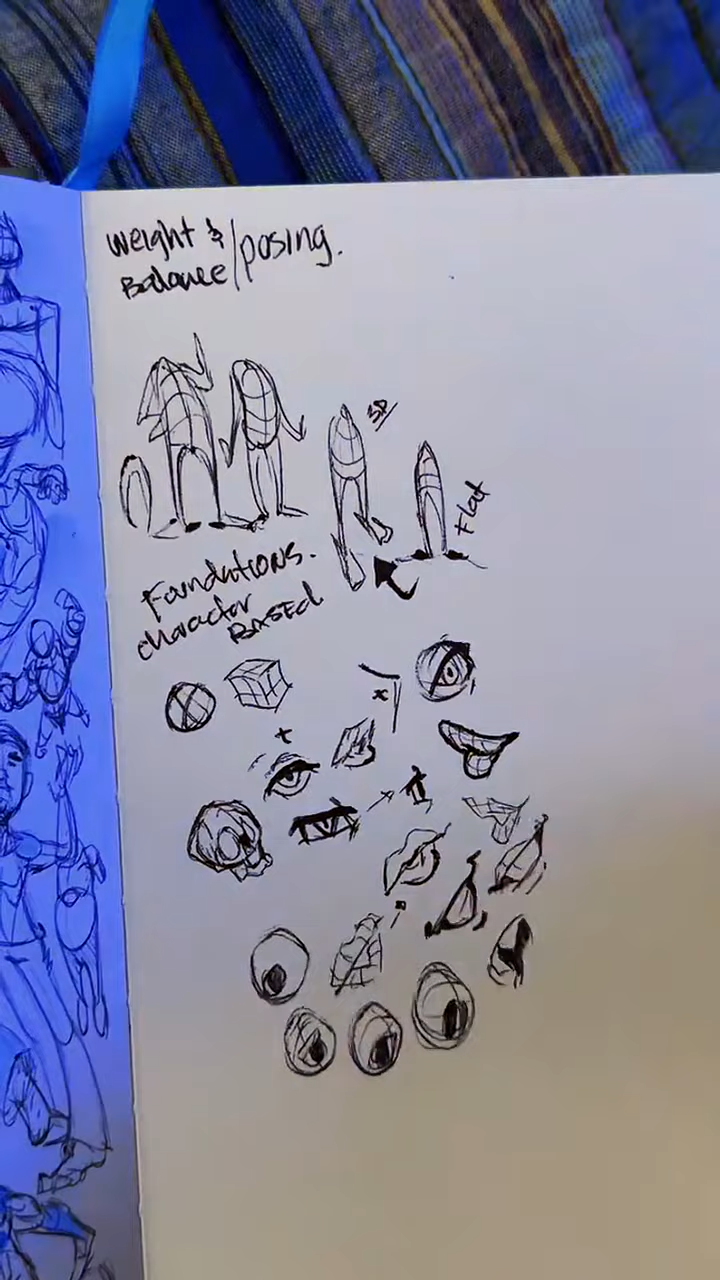 weight &
Balance/posing.
3D
Flat
Foundations.
character
BASED